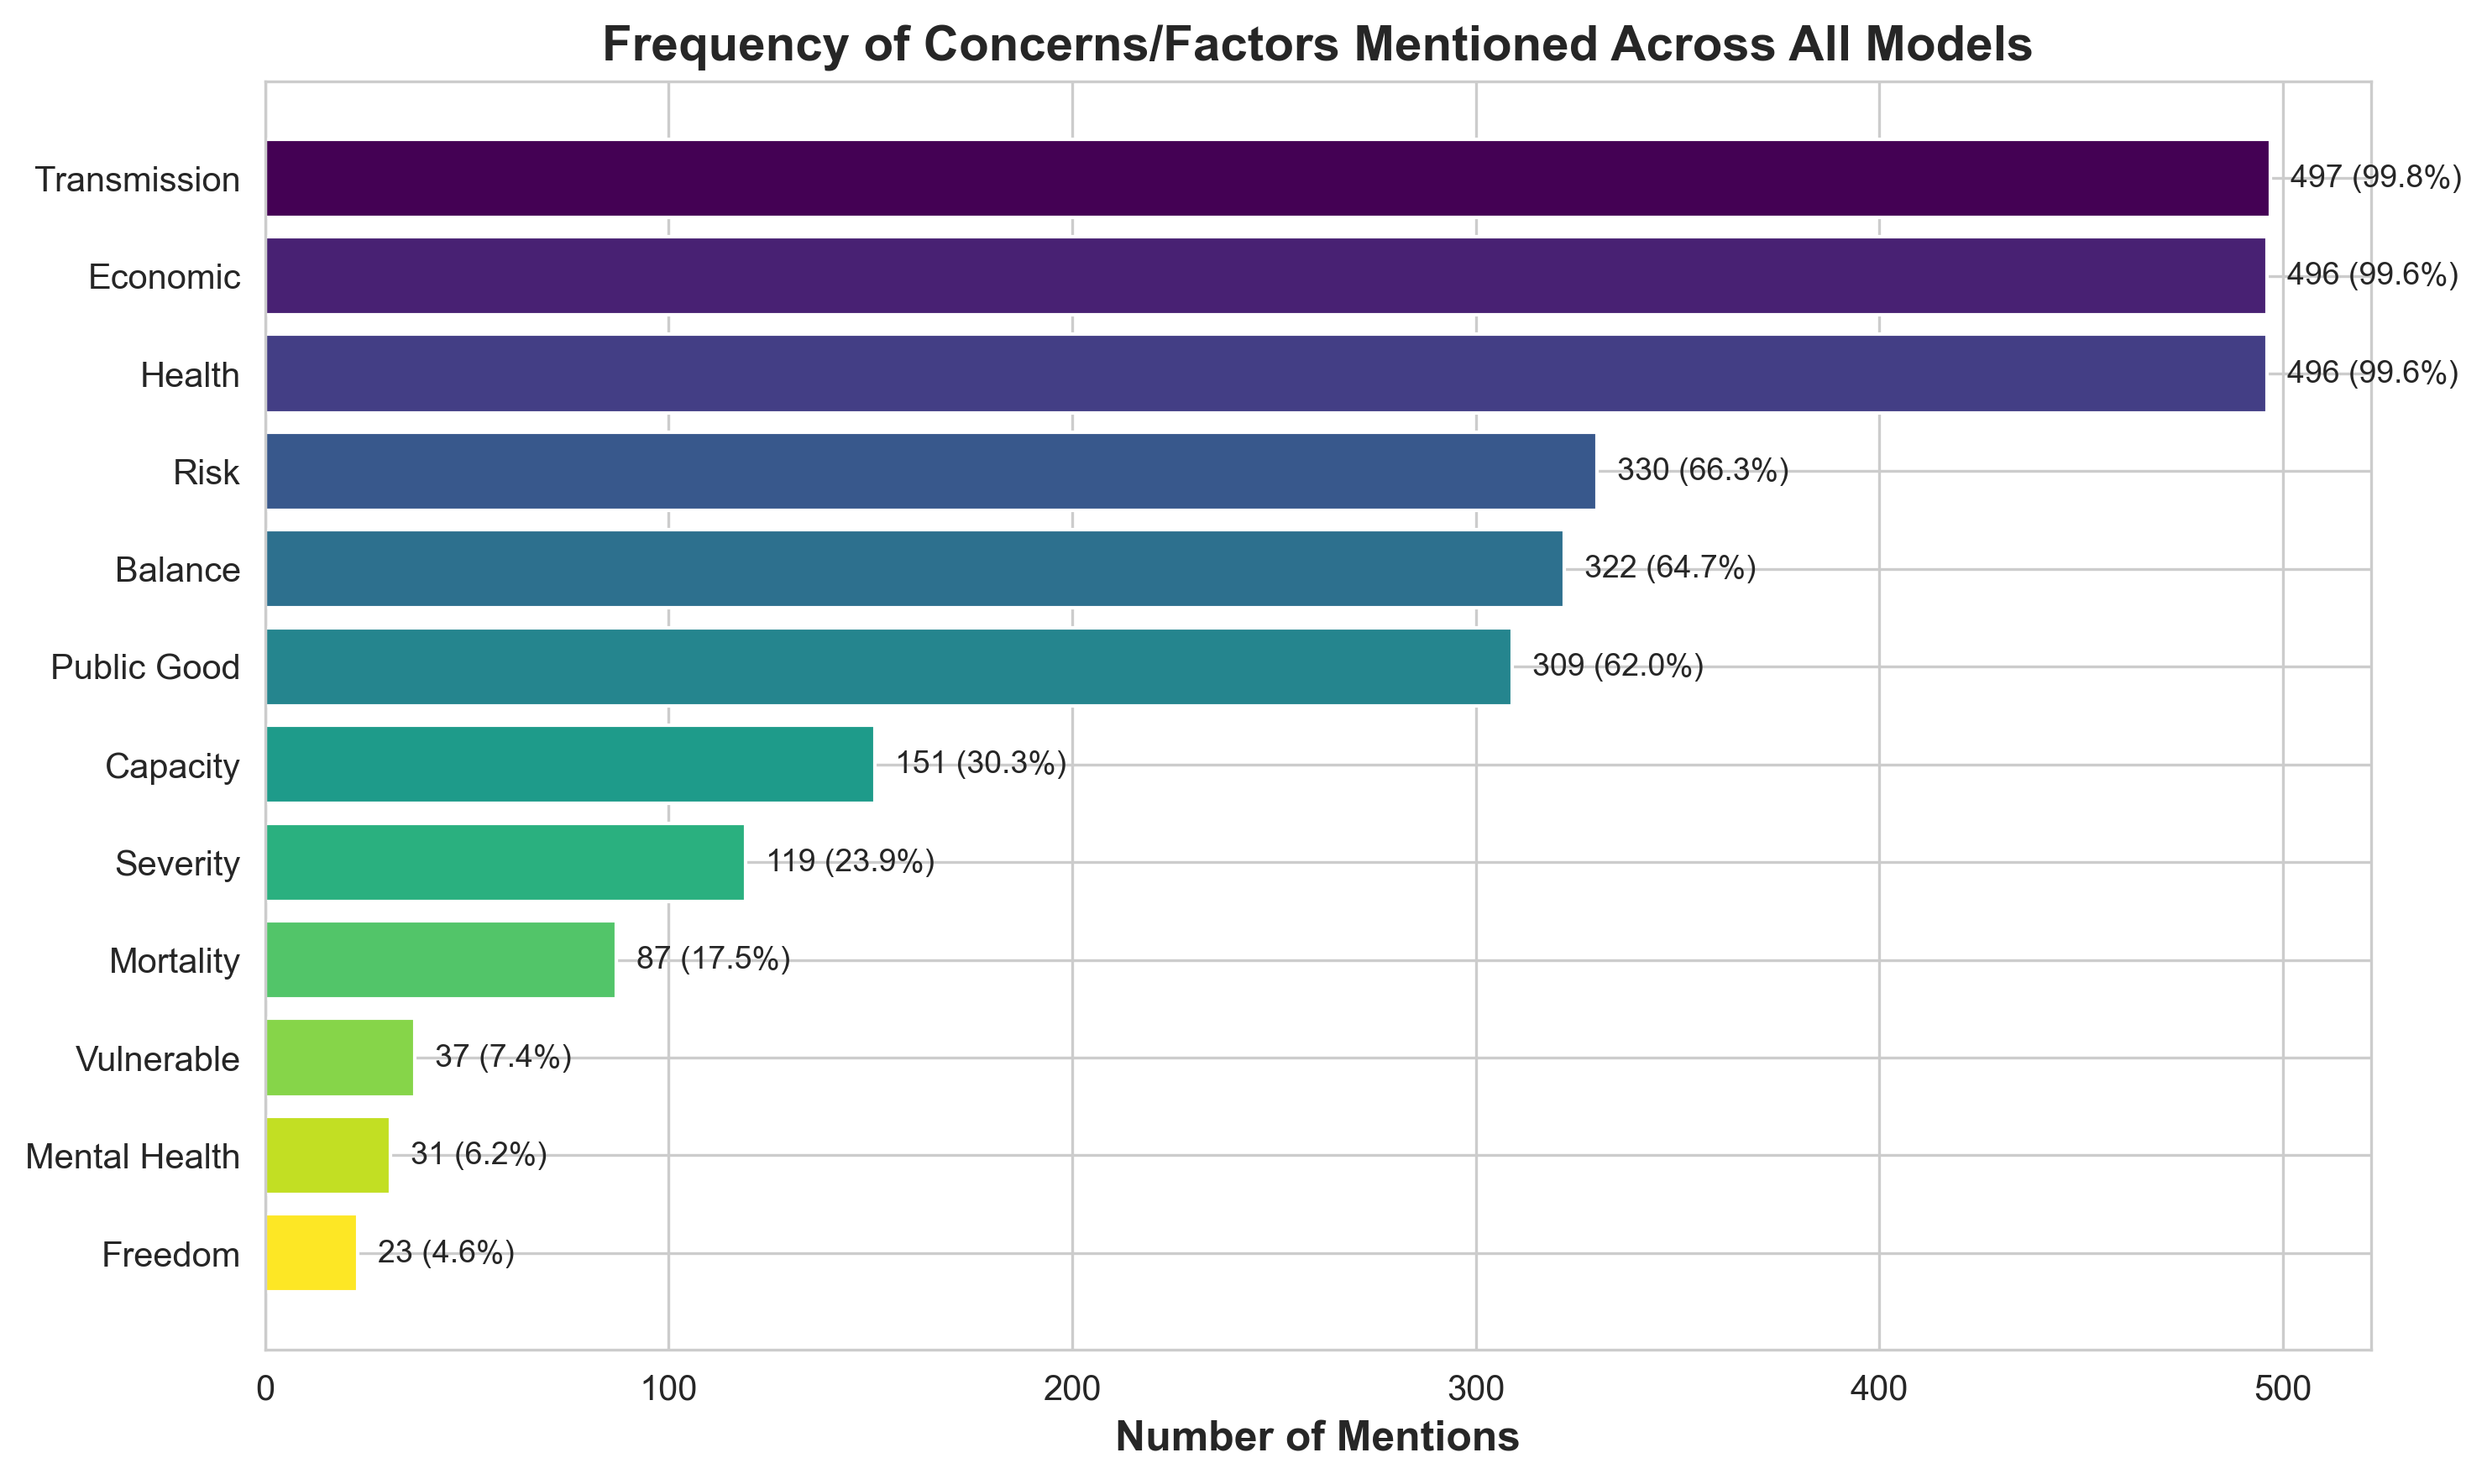 Frequency of Concerns/Factors Mentioned Across All Models
Transmission 497 (99.8%)
Economic 496 (99.6%)
Health 496 (99.6%)
Risk 330 (66.3%)
Balance 322 (64.7%)
Public Good 309 (62.0%)
Capacity 151 (30.3%)
Severity 119 (23.9%)
Mortality 87 (17.5%)
Vulnerable 37 (7.4%)
Mental Health 31 (6.2%)
Freedom 23 (4.6%)
0 100 200 300 400 500
Number of Mentions